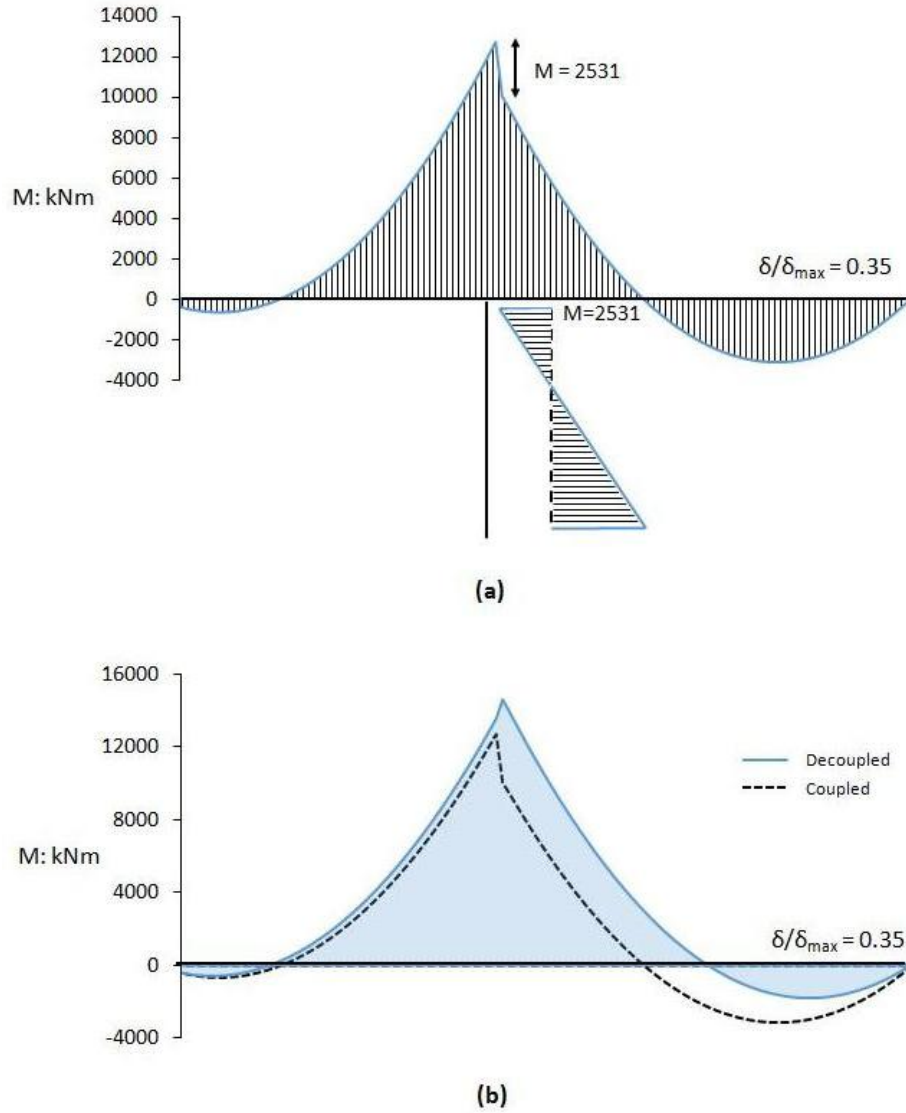 14000
12000
10000
8000
6000
4000
2000
0
-2000
-4000
M: kNm
M = 2531
δ/δmax = 0.35
M=2531
(a)
16000
12000
8000
4000
0
-4000
M: kNm
Decoupled
Coupled
δ/δmax = 0.35
(b)